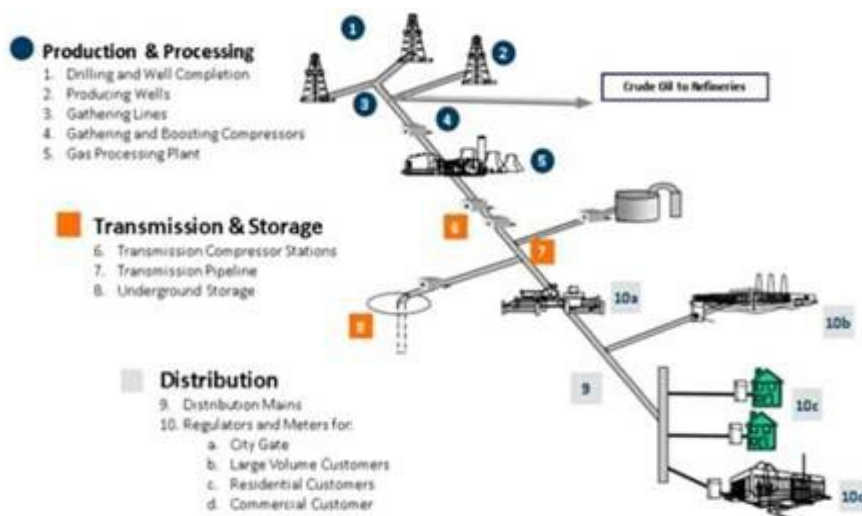 1
Production & Processing
2
1. Drilling and Well Completion
2. Producing Wells
Crude Oil to Refineries
3. Gathering Lines
3
4. Gathering and Boosting Compressors
4
5. Gas Processing Plant
5
Transmission & Storage
6
6. Transmission Compressor Stations
7
7. Transmission Pipeline
8. Underground Storage
10a
8
10b
Distribution
9
9. Distribution Mains
10c
10. Regulators and Meters for:
a. City Gate
b. Large Volume Customers
c. Residential Customers
10d
d. Commercial Customer